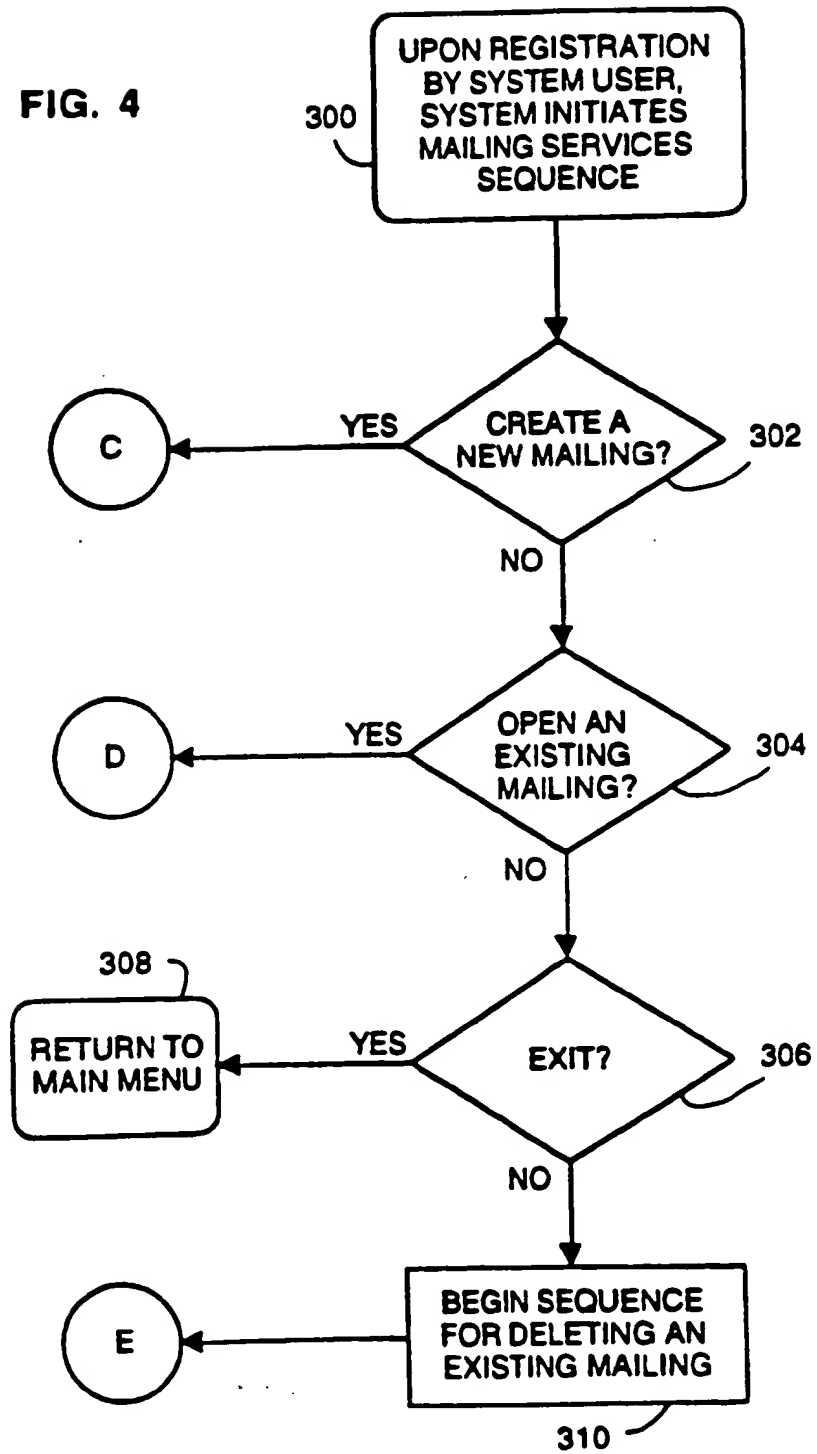 FIG. 4
300
UPON REGISTRATION
BY SYSTEM USER,
SYSTEM INITIATES
MAILING SERVICES
SEQUENCE
C
YES
CREATE A
NEW MAILING?
302
NO
D
YES
OPEN AN
EXISTING
MAILING?
304
NO
308
RETURN TO
MAIN MENU
YES
EXIT?
306
NO
E
BEGIN SEQUENCE
FOR DELETING AN
EXISTING MAILING
310